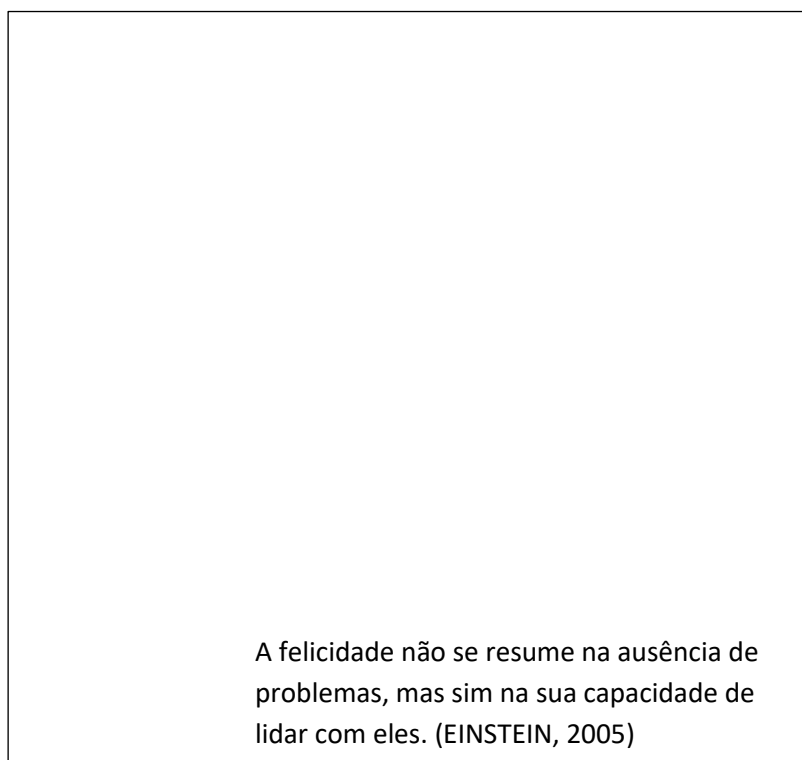 A felicidade não se resume na ausência de
problemas, mas sim na sua capacidade de
lidar com eles. (EINSTEIN, 2005)